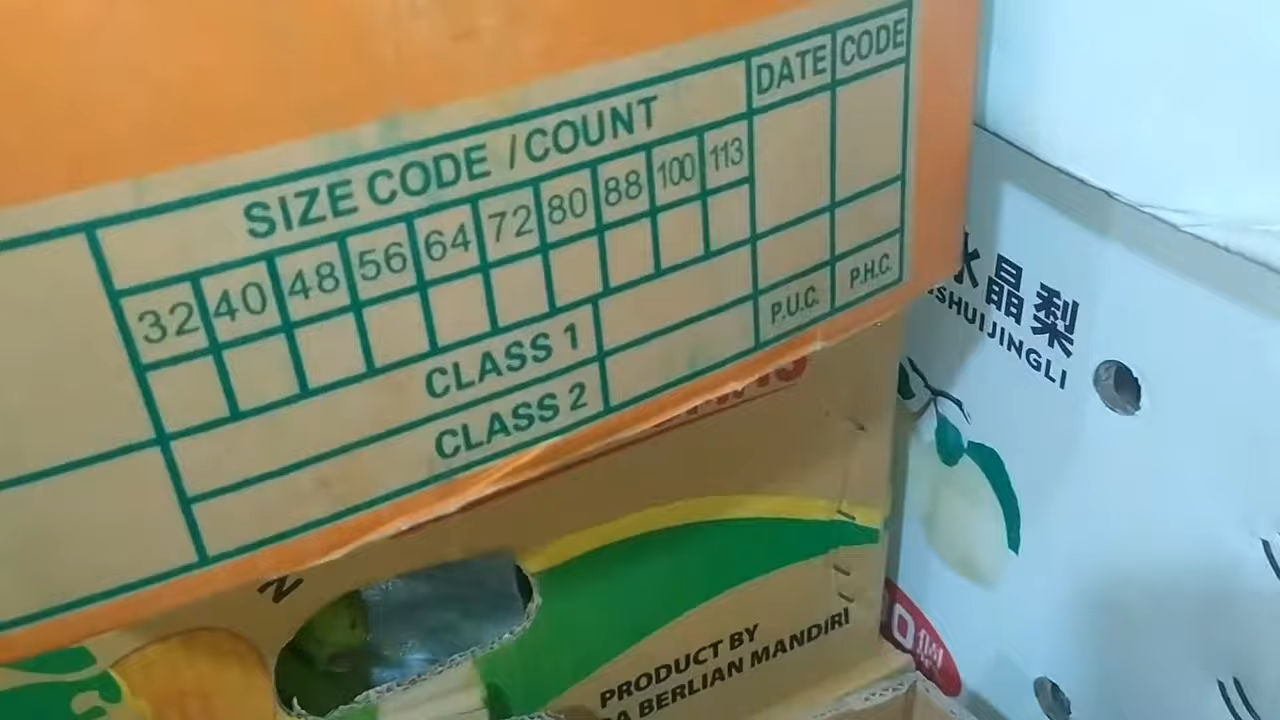 SIZE CODE / COUNT
DATE
CODE
32 40 48 56 64 72 80 88 100 113
CLASS 1
CLASS 2
P.U.C.
P.H.C.
水晶梨
SHUIJINGLI
PRODUCT BY
BERLIAN MANDIRI